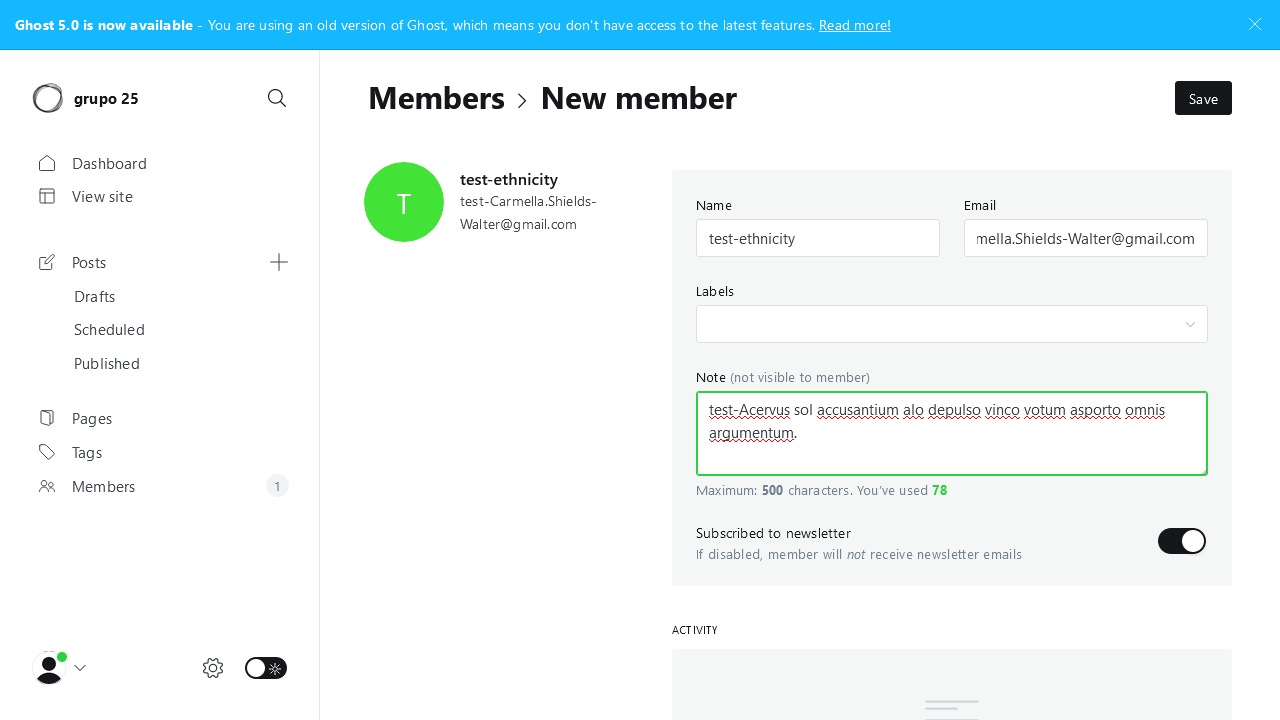 Ghost 5.0 is now available - You are using an old version of Ghost, which means you don't have access to the latest features. Read more!
grupo 25
Dashboard
View site
Posts
Drafts
Scheduled
Published
Pages
Tags
Members
1
Members > New member
Save
T
test-ethnicity
test-Carmella.Shields-
Walter@gmail.com
Name
Email
test-ethnicity
mella.Shields-Walter@gmail.com
Labels
Note (not visible to member)
test-Acervus sol accusantium alo depulso vinco votum asporto omnis
argumentum.
Maximum: 500 characters. You've used 78
Subscribed to newsletter
If disabled, member will not receive newsletter emails
ACTIVITY